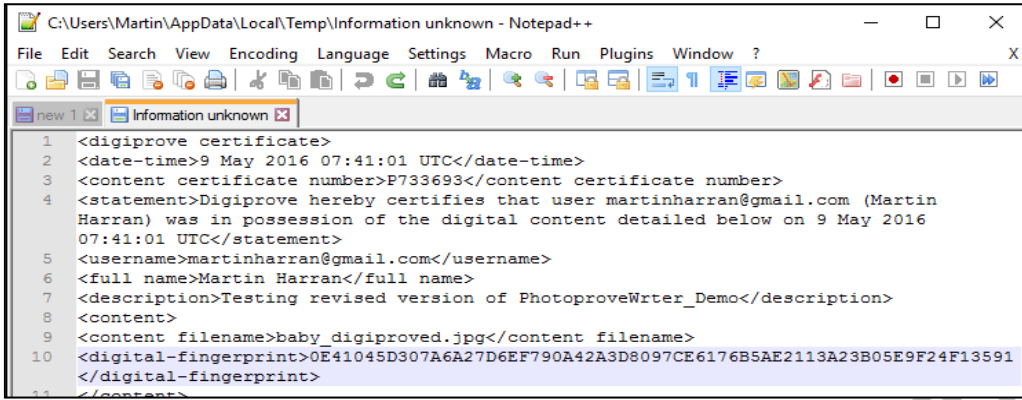 C:\Users\Martin\AppData\Local\Temp\Information unknown - Notepad++
File Edit Search View Encoding Language Settings Macro Run Plugins Window ? X
new 1 Information unknown
1 <digiprove certificate>
2 <date-time>9 May 2016 07:41:01 UTC</date-time>
3 <content certificate number>P733693</content certificate number>
4 <statement>Digiprove hereby certifies that user martinharran@gmail.com (Martin
Harran) was in possession of the digital content detailed below on 9 May 2016
07:41:01 UTC</statement>
5 <username>martinharran@gmail.com</username>
6 <full name>Martin Harran</full name>
7 <description>Testing revised version of PhotoproveWrter_Demo</description>
8 <content>
9 <content filename>baby_digiproved.jpg</content filename>
10 <digital-fingerprint>0E41045D307A6A27D6EF790A42A3D8097CE6176B5AE2113A23B05E9F24F13591
</digital-fingerprint>
11 </content>